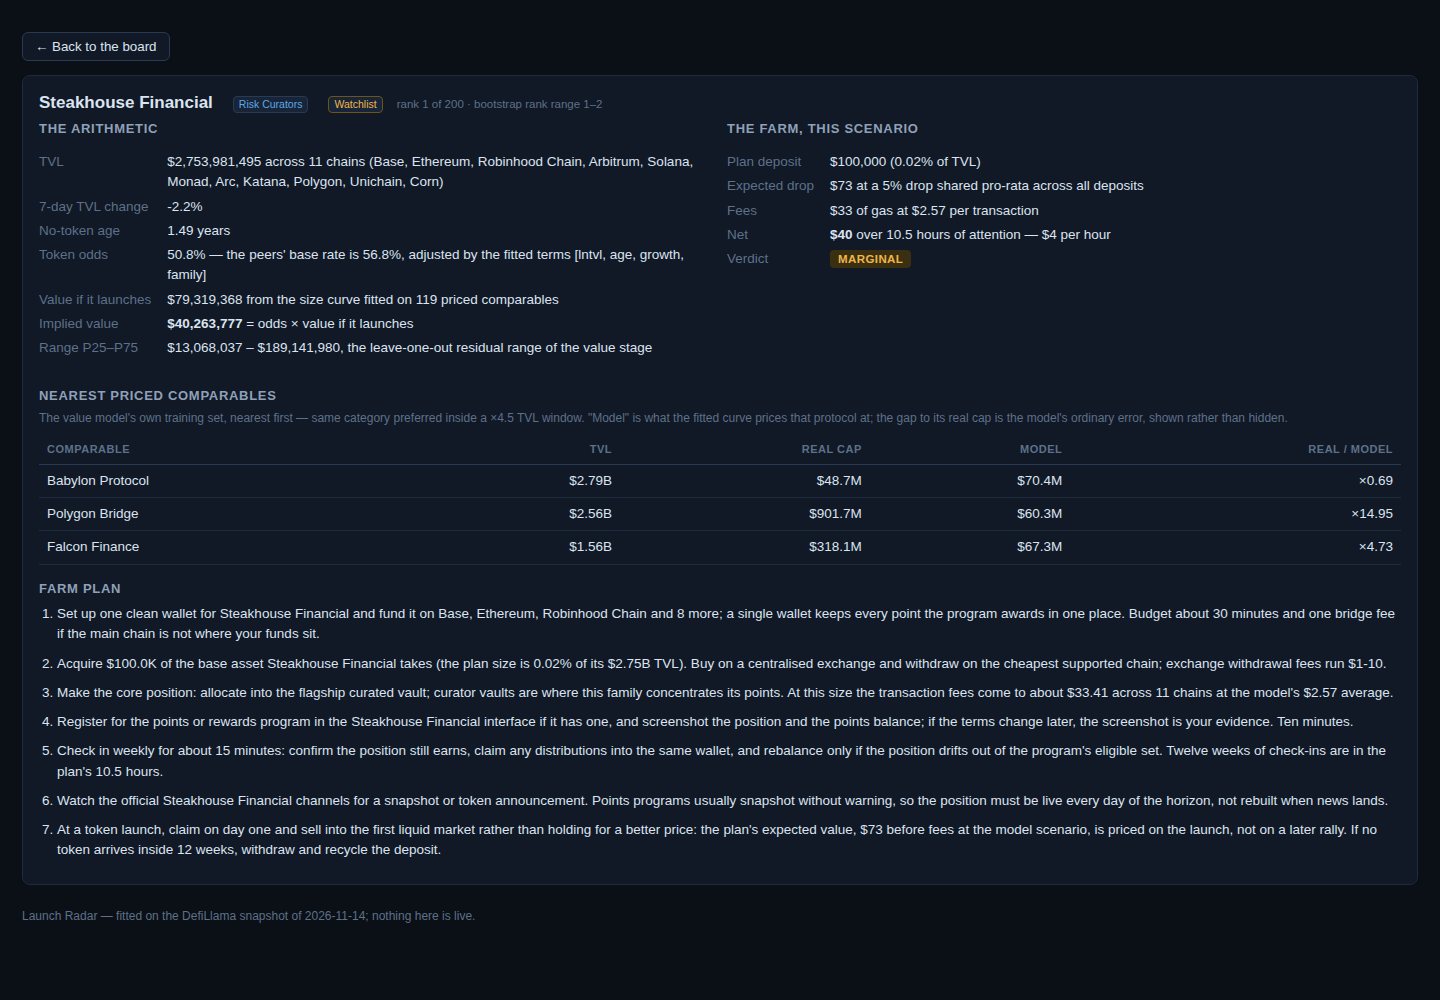 ← Back to the board
Steakhouse Financial Risk Curators Watchlist rank 1 of 200 · bootstrap rank range 1–2
THE ARITHMETIC
TVL $2,753,981,495 across 11 chains (Base, Ethereum, Robinhood Chain, Arbitrum, Solana,
Monad, Arc, Katana, Polygon, Unichain, Corn)
7-day TVL change -2.2%
No-token age 1.49 years
Token odds 50.8% — the peers' base rate is 56.8%, adjusted by the fitted terms [lntvl, age, growth,
family]
Value if it launches $79,319,368 from the size curve fitted on 119 priced comparables
Implied value $40,263,777 = odds × value if it launches
Range P25–P75 $13,068,037 – $189,141,980, the leave-one-out residual range of the value stage
THE FARM, THIS SCENARIO
Plan deposit $100,000 (0.02% of TVL)
Expected drop $73 at a 5% drop shared pro-rata across all deposits
Fees $33 of gas at $2.57 per transaction
Net $40 over 10.5 hours of attention — $4 per hour
Verdict MARGINAL
NEAREST PRICED COMPARABLES
The value model's own training set, nearest first — same category preferred inside a ×4.5 TVL window. "Model" is what the fitted curve prices that protocol at; the gap to its real cap is the model's ordinary error, shown rather than hidden.
COMPARABLE TVL REAL CAP MODEL REAL / MODEL
Babylon Protocol $2.79B $48.7M $70.4M ×0.69
Polygon Bridge $2.56B $901.7M $60.3M ×14.95
Falcon Finance $1.56B $318.1M $67.3M ×4.73
FARM PLAN
1. Set up one clean wallet for Steakhouse Financial and fund it on Base, Ethereum, Robinhood Chain and 8 more; a single wallet keeps every point the program awards in one place. Budget about 30 minutes and one bridge fee
if the main chain is not where your funds sit.
2. Acquire $100.0K of the base asset Steakhouse Financial takes (the plan size is 0.02% of its $2.75B TVL). Buy on a centralised exchange and withdraw on the cheapest supported chain; exchange withdrawal fees run $1-10.
3. Make the core position: allocate into the flagship curated vault; curator vaults are where this family concentrates its points. At this size the transaction fees come to about $33.41 across 11 chains at the model's $2.57 average.
4. Register for the points or rewards program in the Steakhouse Financial interface if it has one, and screenshot the position and the points balance; if the terms change later, the screenshot is your evidence. Ten minutes.
5. Check in weekly for about 15 minutes: confirm the position still earns, claim any distributions into the same wallet, and rebalance only if the position drifts out of the program's eligible set. Twelve weeks of check-ins are in the
plan's 10.5 hours.
6. Watch the official Steakhouse Financial channels for a snapshot or token announcement. Points programs usually snapshot without warning, so the position must be live every day of the horizon, not rebuilt when news lands.
7. At a token launch, claim on day one and sell into the first liquid market rather than holding for a better price: the plan's expected value, $73 before fees at the model scenario, is priced on the launch, not on a later rally. If no
token arrives inside 12 weeks, withdraw and recycle the deposit.
Launch Radar — fitted on the DefiLlama snapshot of 2026-11-14; nothing here is live.